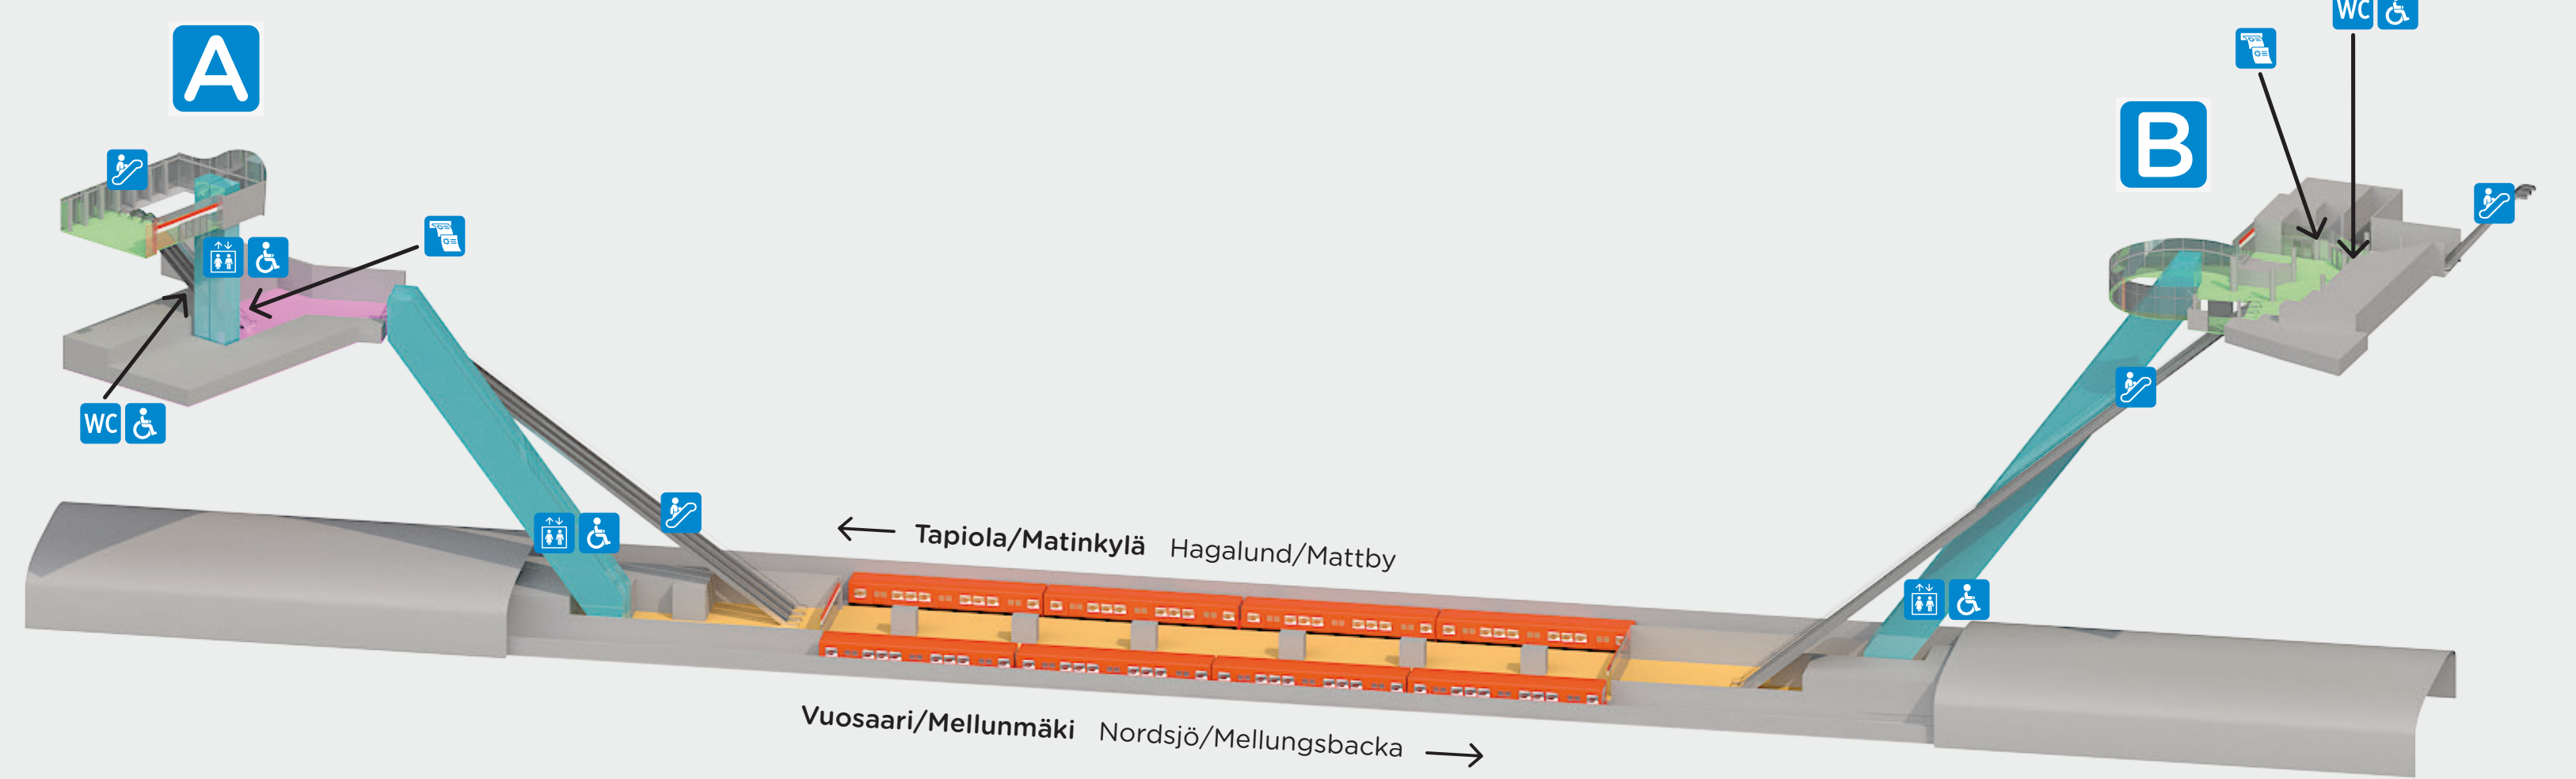 A
WC
B
WC
Tapiola/Matinkylä Hagalund/Mattby
Vuosaari/Mellunmäki Nordsjö/Mellungsbacka